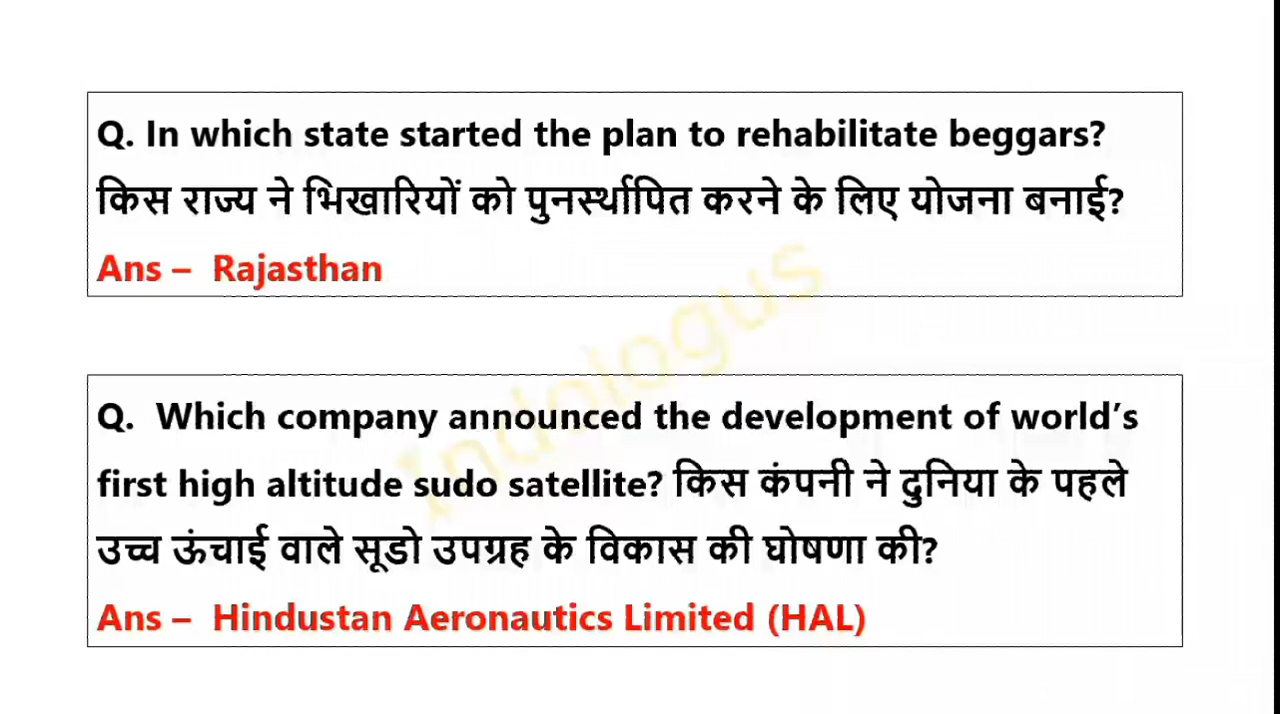 Q. In which state started the plan to rehabilitate beggars?
किस राज्य ने भिखारियों को पुनर्स्थापित करने के लिए योजना बनाई?
Ans – Rajasthan
Indologus
Q. Which company announced the development of world’s
first high altitude sudo satellite? किस कंपनी ने दुनिया के पहले
उच्च ऊंचाई वाले सूडो उपग्रह के विकास की घोषणा की?
Ans – Hindustan Aeronautics Limited (HAL)